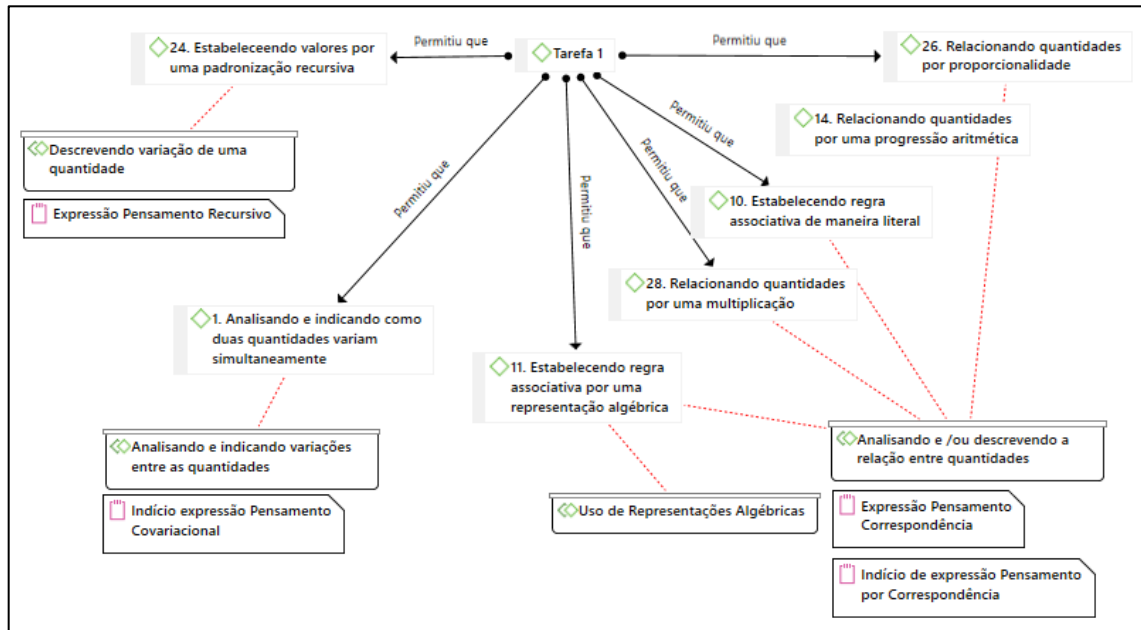 24. Estabeleceendo valores por
uma padronização recursiva
Permitiu que
Tarefa 1
Permitiu que
26. Relacionando quantidades
por proporcionalidade
14. Relacionando quantidades
por uma progressão aritmética
Permitiu que
Permitiu que
Permitiu que
Permitiu que
Descrevendo variação de uma
quantidade
Expressão Pensamento Recursivo
10. Estabelecendo regra
associativa de maneira literal
28. Relacionando quantidades
por uma multiplicação
1. Analisando e indicando como
duas quantidades variam
simultaneamente
11. Estabelecendo regra
associativa por uma
representação algébrica
Analisando e indicando variações
entre as quantidades
Indício expressão Pensamento
Covariacional
Uso de Representações Algébricas
Analisando e /ou descrevendo a
relação entre quantidades
Expressão Pensamento
Correspondência
Indício de expressão Pensamento
por Correspondência